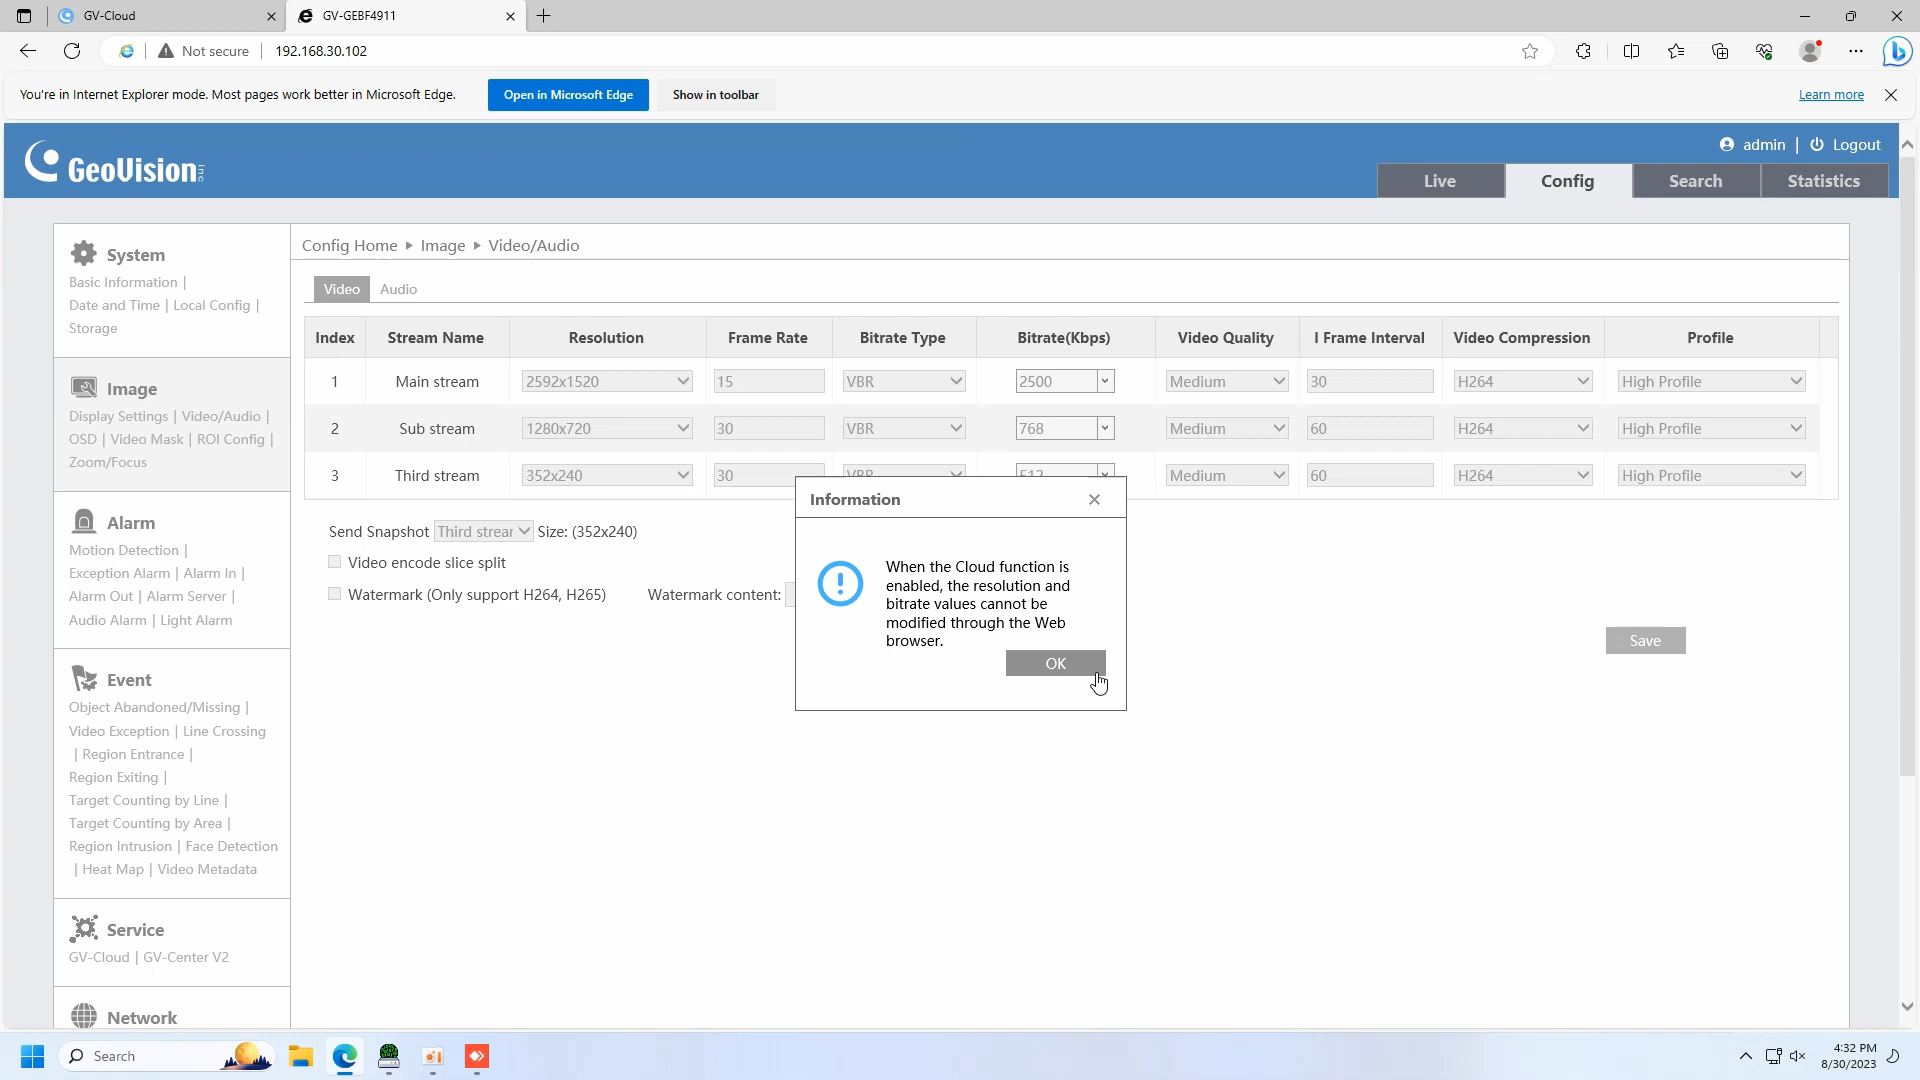 GV-Cloud
GV-GEBF4911
Not secure
192.168.30.102
You're in Internet Explorer mode. Most pages work better in Microsoft Edge.
Open in Microsoft Edge
Show in toolbar
Learn more
GeoVision inc
admin | Logout
Live
Config
Search
Statistics
System
Basic Information |
Date and Time | Local Config |
Storage
Image
Display Settings | Video/Audio |
OSD | Video Mask | ROI Config |
Zoom/Focus
Alarm
Motion Detection |
Exception Alarm | Alarm In |
Alarm Out | Alarm Server |
Audio Alarm | Light Alarm
Event
Object Abandoned/Missing |
Video Exception | Line Crossing
| Region Entrance |
Region Exiting |
Target Counting by Line |
Target Counting by Area |
Region Intrusion | Face Detection
| Heat Map | Video Metadata
Service
GV-Cloud | GV-Center V2
Network
Config Home ▸ Image ▸ Video/Audio
Video Audio
Index Stream Name Resolution Frame Rate Bitrate Type Bitrate(Kbps) Video Quality I Frame Interval Video Compression Profile
1 Main stream 2592x1520 15 VBR 2500 Medium 30 H264 High Profile
2 Sub stream 1280x720 30 VBR 768 Medium 60 H264 High Profile
3 Third stream 352x240 30 VBR 512 Medium 60 H264 High Profile
Send Snapshot Third strear Size: (352x240)
Video encode slice split
Watermark (Only support H264, H265) Watermark content:
Save
Information
When the Cloud function is
enabled, the resolution and
bitrate values cannot be
modified through the Web
browser.
OK
Search
4:32 PM
8/30/2023